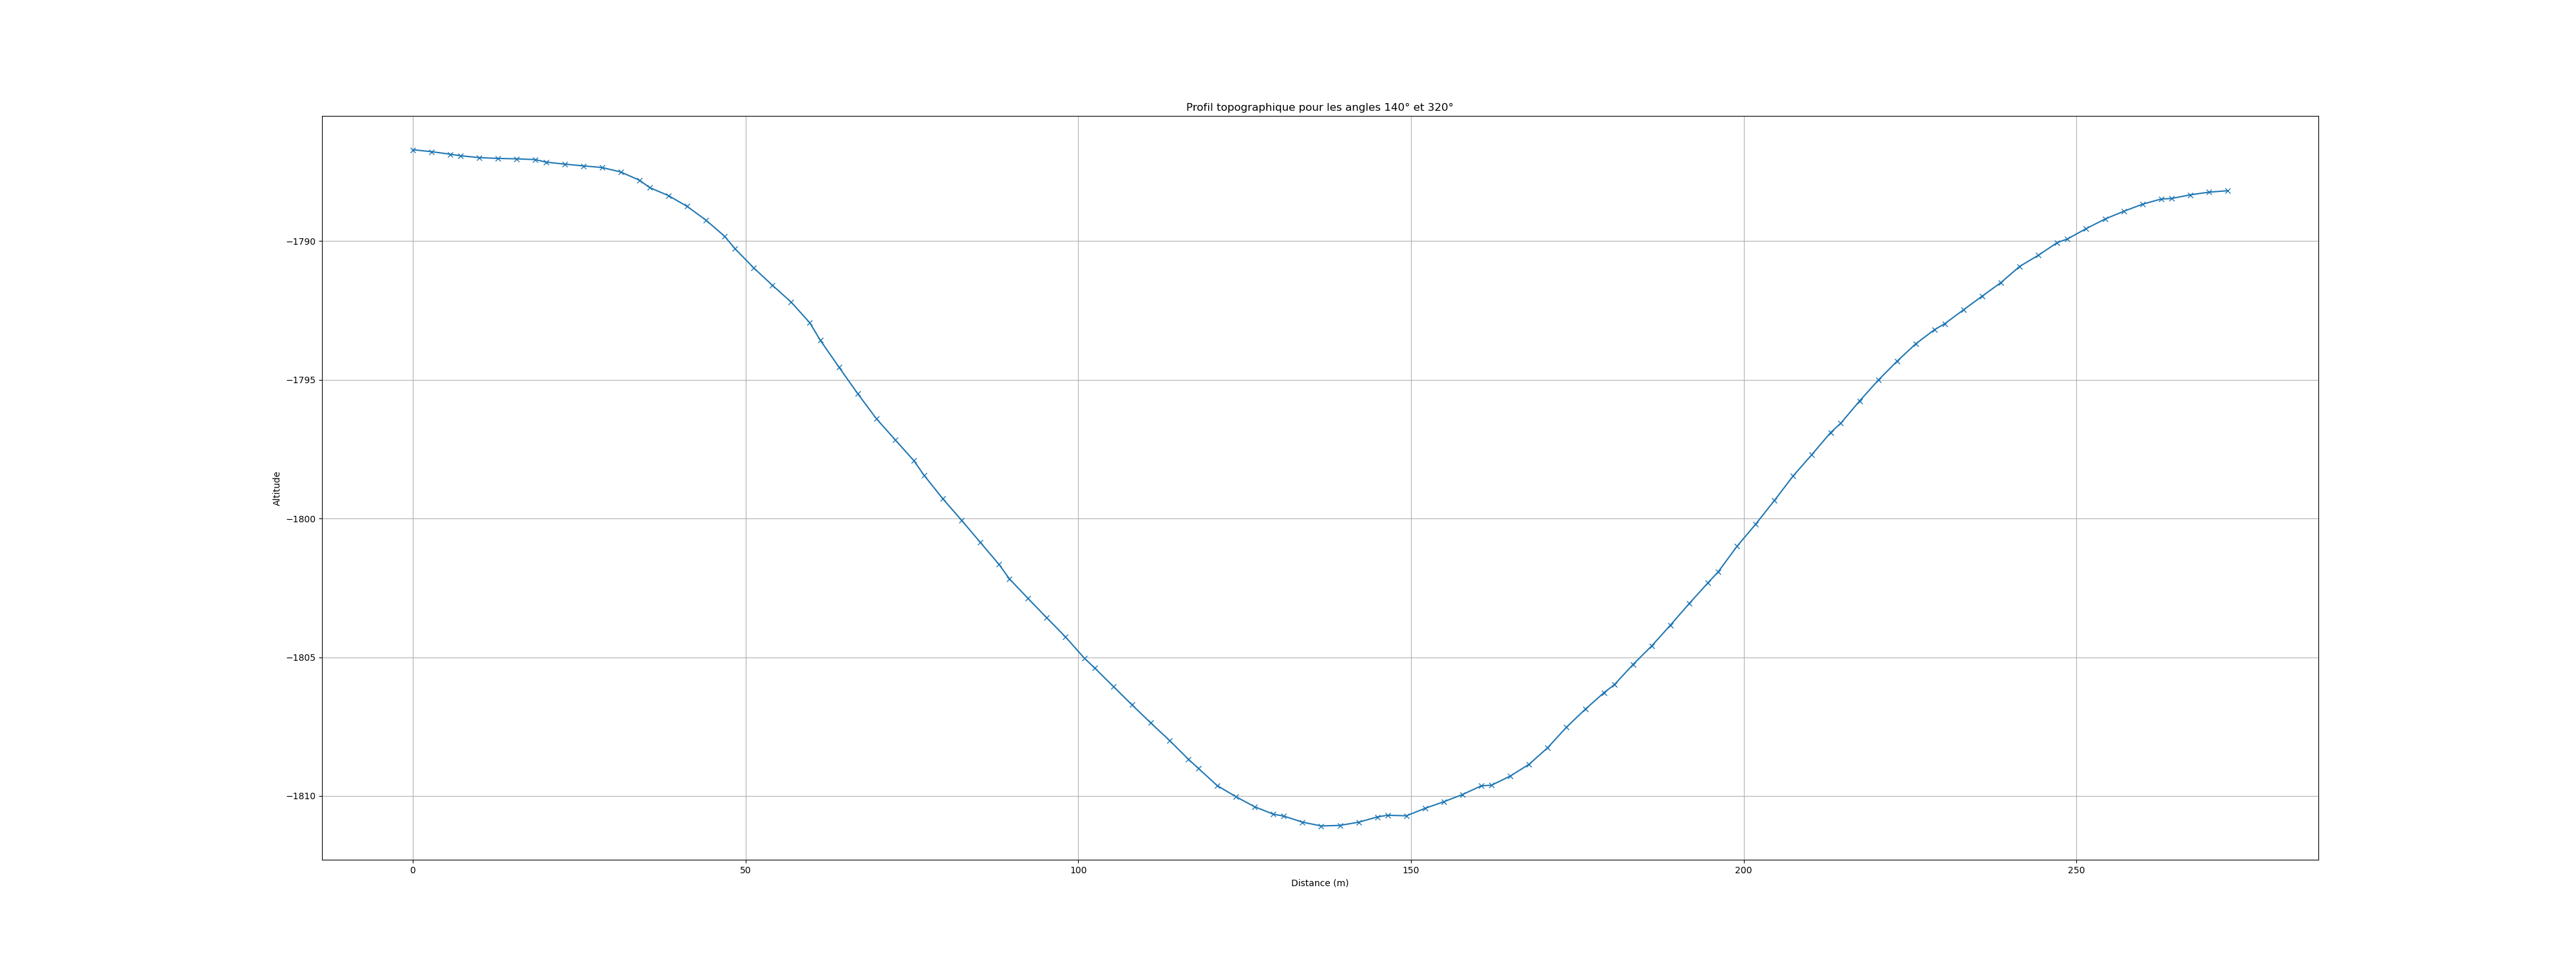 Profil topographique pour les angles 140° et 320°
Altitude
−1790
−1795
−1800
−1805
−1810
0 50 100 150 200 250
Distance (m)